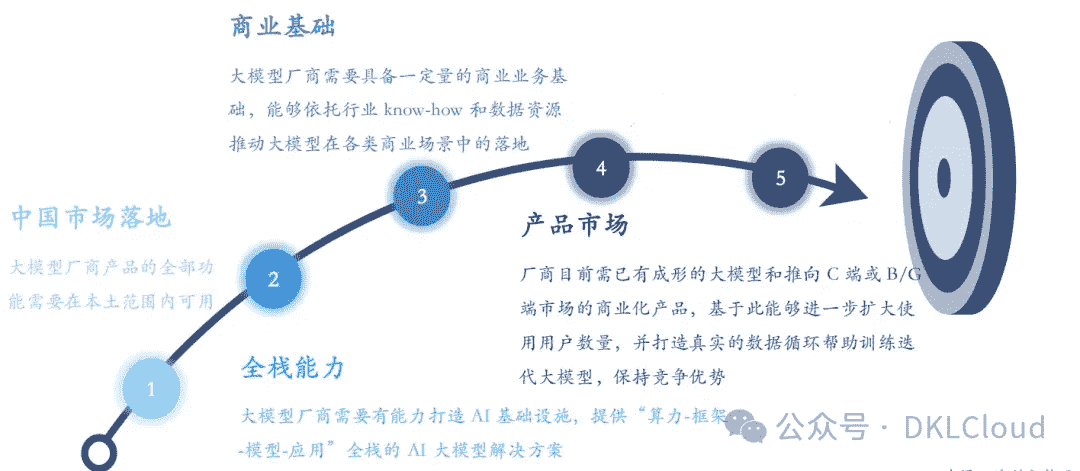 商业基础
大模型厂商需要具备一定量的商业业务基
础，能够依托行业 know-how 和数据资源
推动大模型在各类商业场景中的落地
4
5
3
中国市场落地
大模型厂商产品的全部功
能需要在本土范围内可用
2
产品市场
厂商目前需已有成形的大模型和推向 C 端或 B/G
端市场的商业化产品，基于此能够进一步扩大使
用用户数量，并打造真实的数据循环帮助训练迭
代大模型，保持竞争优势
1
全栈能力
大模型厂商需要有能力打造 AI 基础设施，提供“算力-框架
-模型-应用”全栈的 AI 大模型解决方案
公众号 · DKLCloud